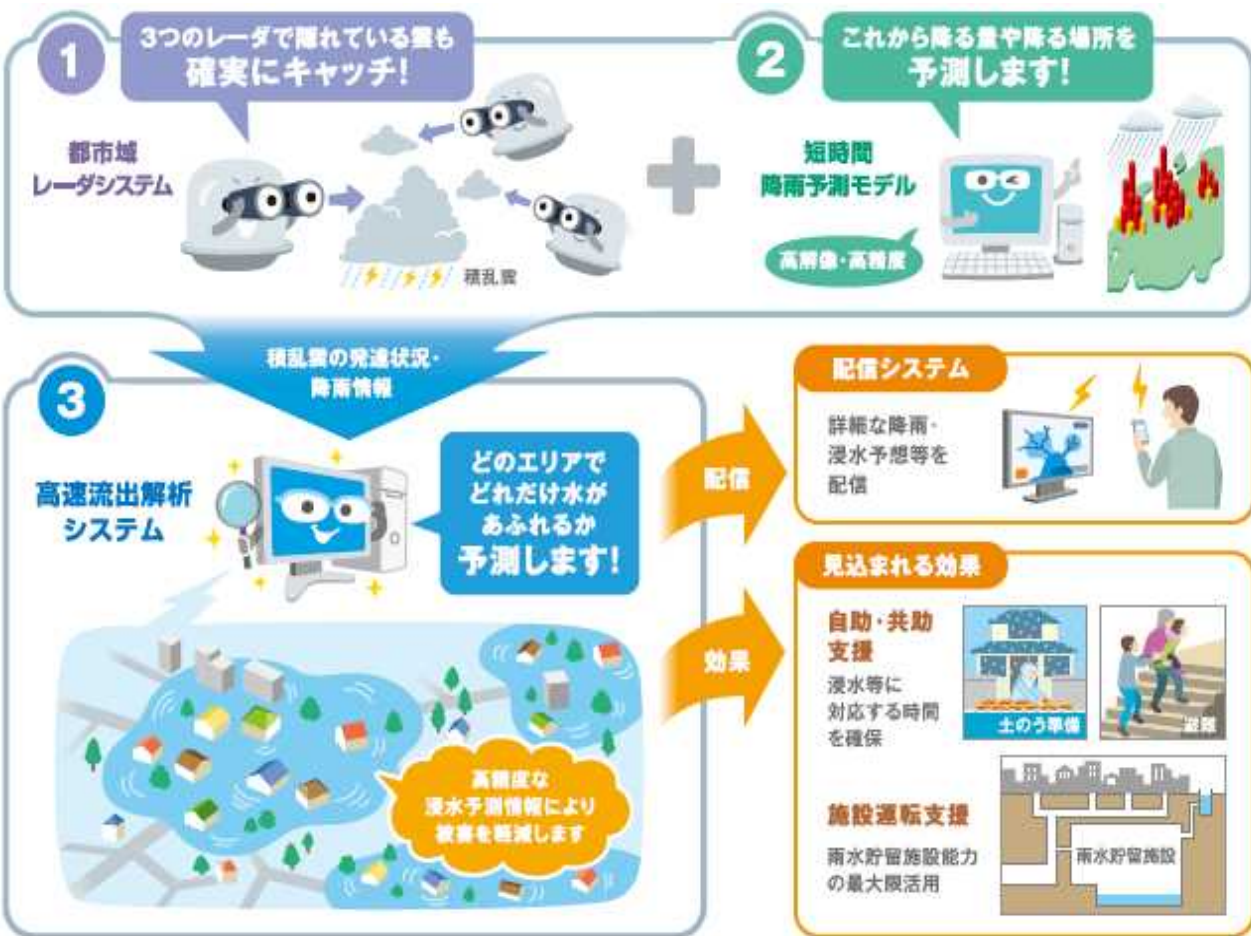 1
3つのレーダで隠れている雲も
確実にキャッチ!
都市域
レーダシステム
積乱雲
2
これから降る量や降る場所を
予測します!
短時間
降雨予測モデル
高解像・高精度
積乱雲の発達状況・
降雨情報
3
高速流出解析
システム
どのエリアで
どれだけ水が
あふれるか
予測します!
高精度な
浸水予測情報により
被害を軽減します
配信
配信システム
詳細な降雨・
浸水予想等を
配信
効果
見込まれる効果
自助・共助
支援
浸水等に
対応する時間
を確保
土のう準備
避難
施設運転支援
雨水貯留施設能力
の最大限活用
雨水貯留施設